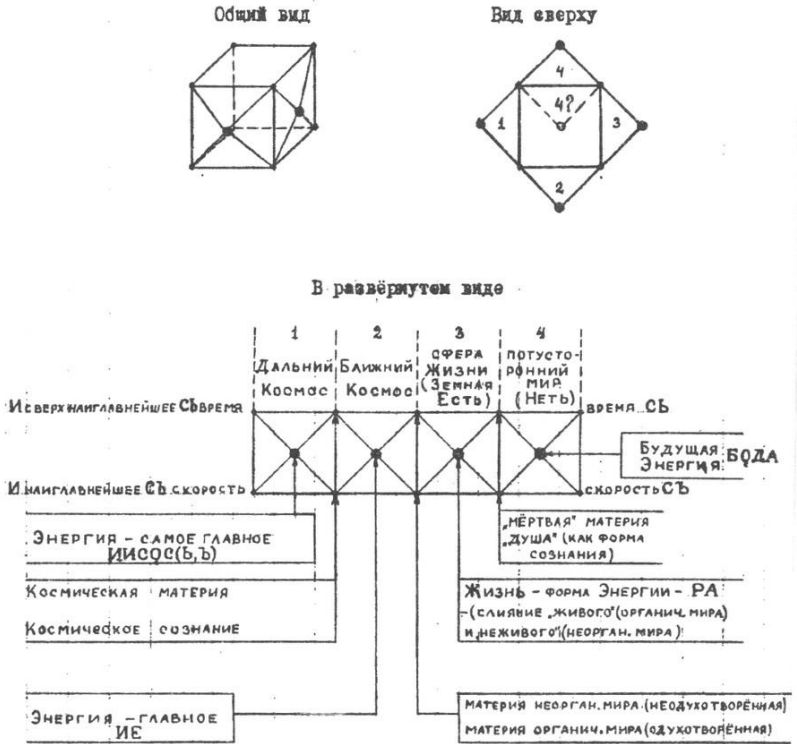 Общий вид
Вид сверху
4
4?
1
3
2
В развёрнутом виде
1
2
3
4
Дальний
Космос
Ближний
Космос
Сфера
Жизни
(Земная
Есть)
потусто-
ронний
мир
(Неть)
И сверхнаиглавнейшее СЬ время
время СЬ
Будущая
Энергия БОДА
И наиглавнейшее СЬ скорость
скорость СЬ
Энергия – самое главное
ИИСОС(Ь,Ъ)
„мёртвая" материя
„душа" (как форма
сознания)
Космическая материя
Космическое сознание
Жизнь – форма Энергии – РА
–(слияние „живого"(органич. мира)
и „неживого"(неорган. мира)
Энергия – главное
ИЕ
материя неорган. мира (неодухотворённая)
материя органич. мира (одухотворённая)